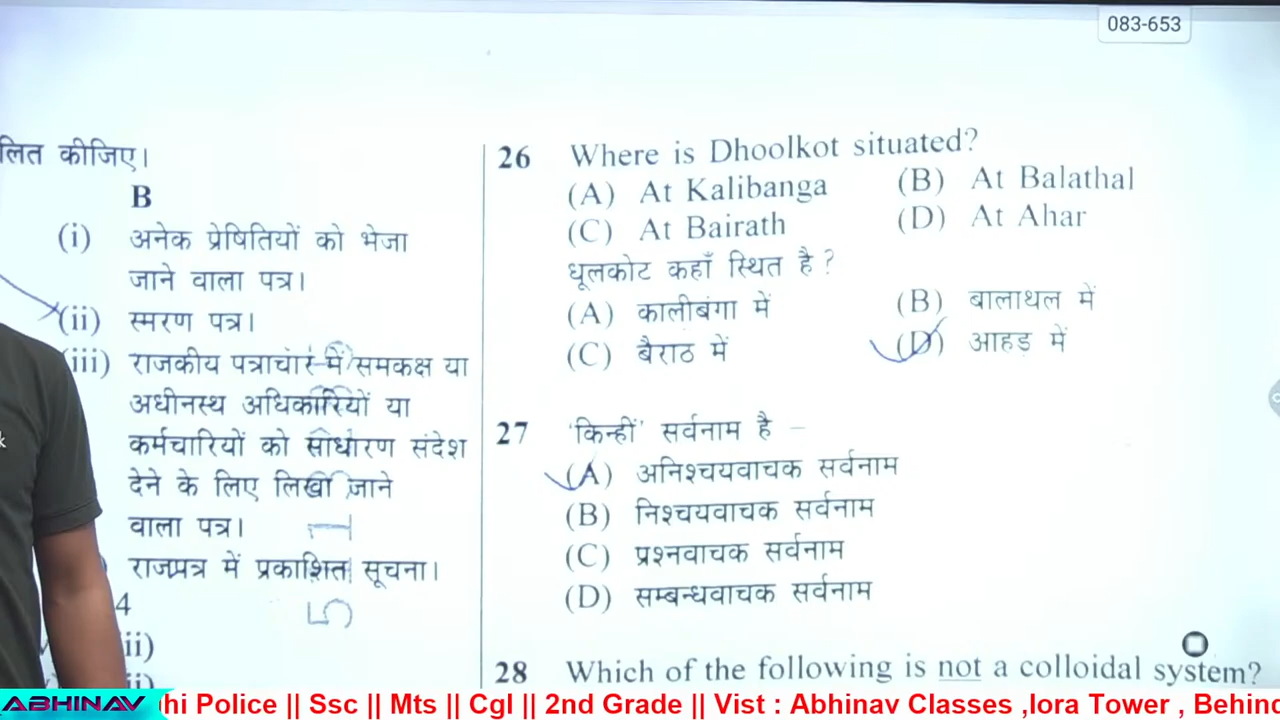 083-653
लित कीजिए।
B
(i) अनेक प्रेषितियों को भेजा
जाने वाला पत्र।
(ii) स्मरण पत्र।
(iii) राजकीय पत्राचार में समकक्ष या
अधीनस्थ अधिकारियों या
कर्मचारियों को साधारण संदेश
देने के लिए लिखी जाने
वाला पत्र।
राजपत्र में प्रकाशित सूचना।
4
ii)
26 Where is Dhoolkot situated?
(A) At Kalibanga (B) At Balathal
(C) At Bairath (D) At Ahar
धूलकोट कहाँ स्थित है ?
(A) कालीबंगा में (B) बालाथल में
(C) बैराठ में (D) आहड़ में
27 'किन्हीं' सर्वनाम है –
(A) अनिश्चयवाचक सर्वनाम
(B) निश्चयवाचक सर्वनाम
(C) प्रश्नवाचक सर्वनाम
(D) सम्बन्धवाचक सर्वनाम
28 Which of the following is not a colloidal system?
ABHINAV hi Police || Ssc || Mts || Cgl || 2nd Grade || Vist : Abhinav Classes ,lora Tower , Behind